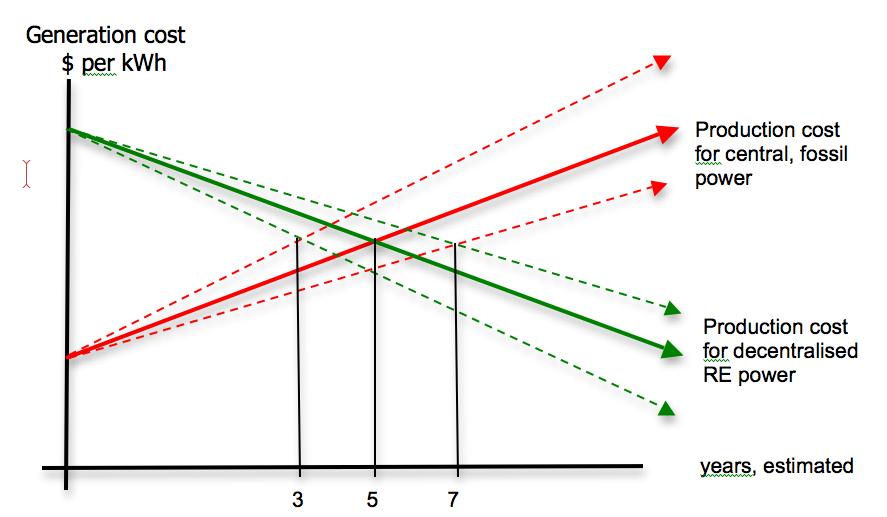 Generation cost
$ per kWh
Production cost
for central, fossil
power
Production cost
for decentralised
RE power
years, estimated
3 5 7